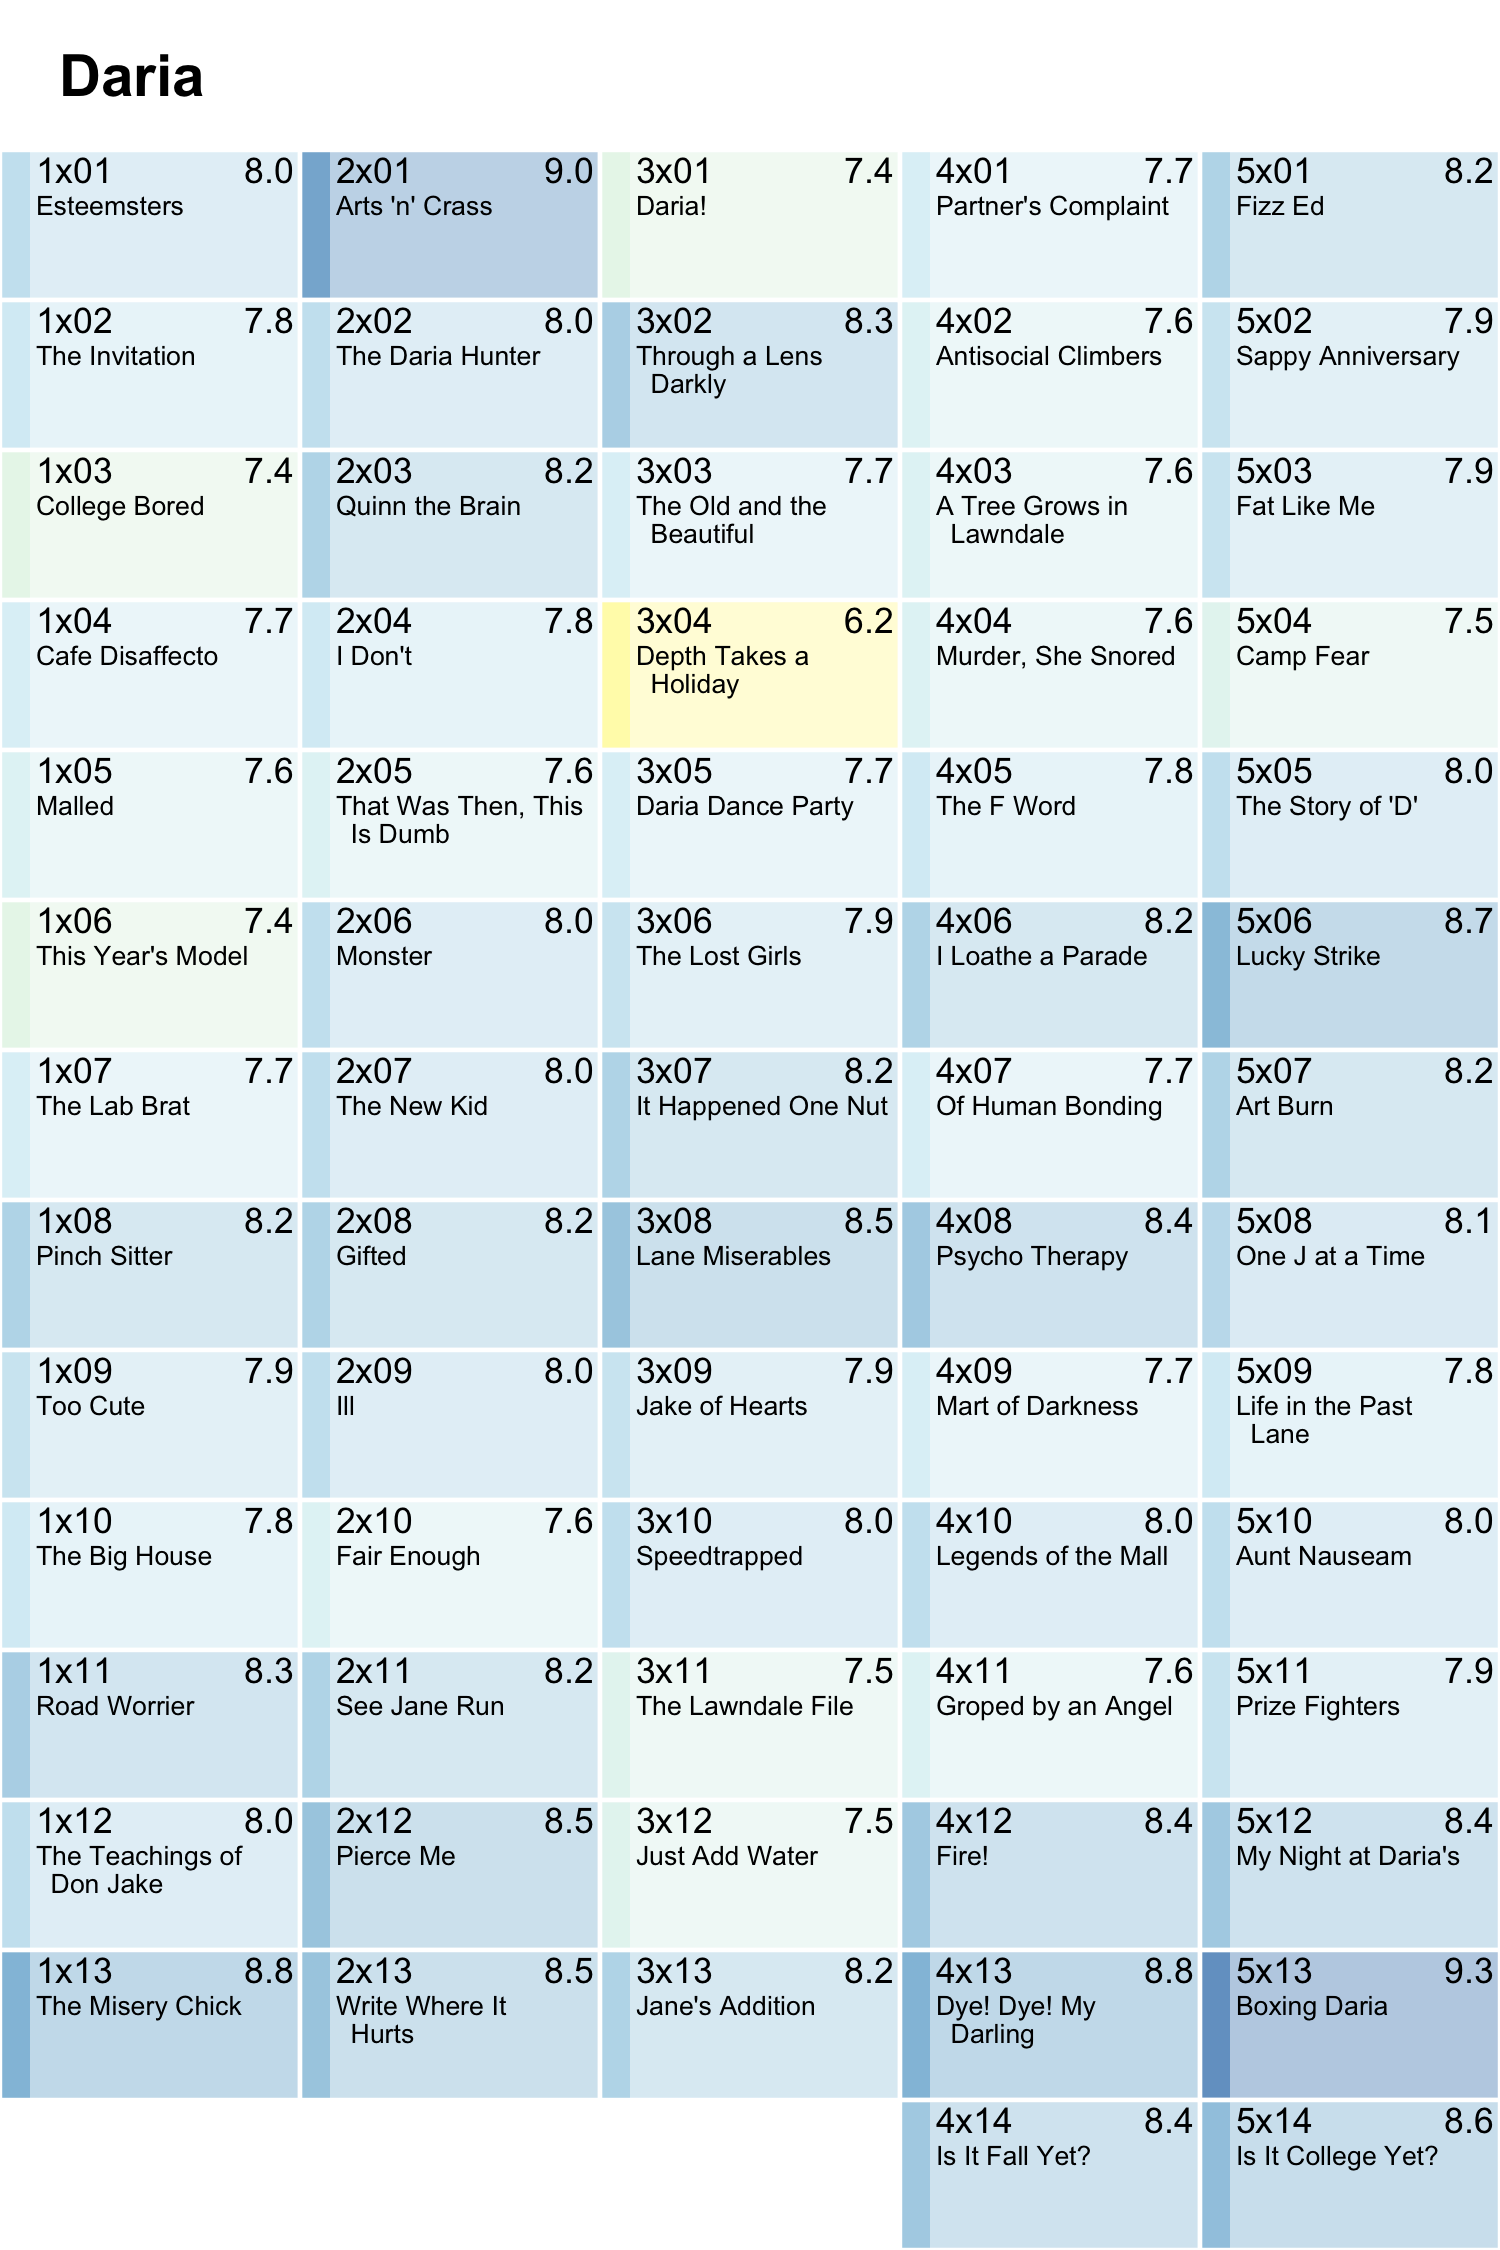 Daria
1x01 8.0
Esteemsters
2x01 9.0
Arts 'n' Crass
3x01 7.4
Daria!
4x01 7.7
Partner's Complaint
5x01 8.2
Fizz Ed
1x02 7.8
The Invitation
2x02 8.0
The Daria Hunter
3x02 8.3
Through a Lens
Darkly
4x02 7.6
Antisocial Climbers
5x02 7.9
Sappy Anniversary
1x03 7.4
College Bored
2x03 8.2
Quinn the Brain
3x03 7.7
The Old and the
Beautiful
4x03 7.6
A Tree Grows in
Lawndale
5x03 7.9
Fat Like Me
1x04 7.7
Cafe Disaffecto
2x04 7.8
I Don't
3x04 6.2
Depth Takes a
Holiday
4x04 7.6
Murder, She Snored
5x04 7.5
Camp Fear
1x05 7.6
Malled
2x05 7.6
That Was Then, This
Is Dumb
3x05 7.7
Daria Dance Party
4x05 7.8
The F Word
5x05 8.0
The Story of 'D'
1x06 7.4
This Year's Model
2x06 8.0
Monster
3x06 7.9
The Lost Girls
4x06 8.2
I Loathe a Parade
5x06 8.7
Lucky Strike
1x07 7.7
The Lab Brat
2x07 8.0
The New Kid
3x07 8.2
It Happened One Nut
4x07 7.7
Of Human Bonding
5x07 8.2
Art Burn
1x08 8.2
Pinch Sitter
2x08 8.2
Gifted
3x08 8.5
Lane Miserables
4x08 8.4
Psycho Therapy
5x08 8.1
One J at a Time
1x09 7.9
Too Cute
2x09 8.0
Ill
3x09 7.9
Jake of Hearts
4x09 7.7
Mart of Darkness
5x09 7.8
Life in the Past
Lane
1x10 7.8
The Big House
2x10 7.6
Fair Enough
3x10 8.0
Speedtrapped
4x10 8.0
Legends of the Mall
5x10 8.0
Aunt Nauseam
1x11 8.3
Road Worrier
2x11 8.2
See Jane Run
3x11 7.5
The Lawndale File
4x11 7.6
Groped by an Angel
5x11 7.9
Prize Fighters
1x12 8.0
The Teachings of
Don Jake
2x12 8.5
Pierce Me
3x12 7.5
Just Add Water
4x12 8.4
Fire!
5x12 8.4
My Night at Daria's
1x13 8.8
The Misery Chick
2x13 8.5
Write Where It
Hurts
3x13 8.2
Jane's Addition
4x13 8.8
Dye! Dye! My
Darling
5x13 9.3
Boxing Daria
4x14 8.4
Is It Fall Yet?
5x14 8.6
Is It College Yet?